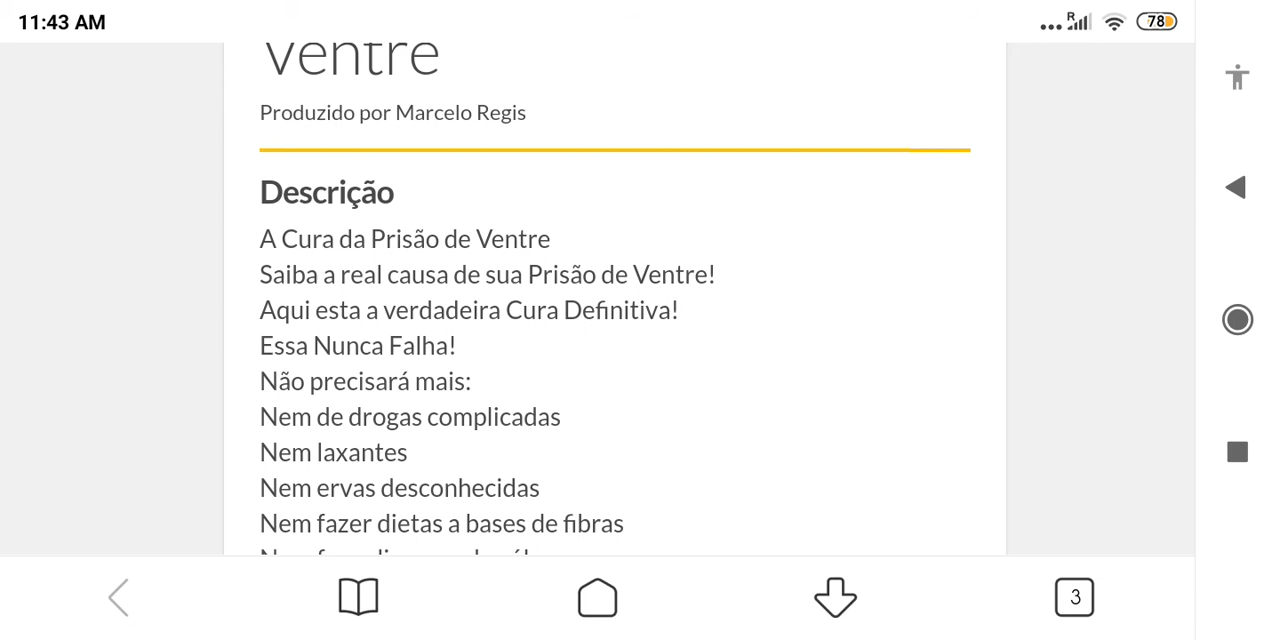 11:43 AM
R
78
Ventre
Produzido por Marcelo Regis
Descrição
A Cura da Prisão de Ventre
Saiba a real causa de sua Prisão de Ventre!
Aqui esta a verdadeira Cura Definitiva!
Essa Nunca Falha!
Não precisará mais:
Nem de drogas complicadas
Nem laxantes
Nem ervas desconhecidas
Nem fazer dietas a bases de fibras
3